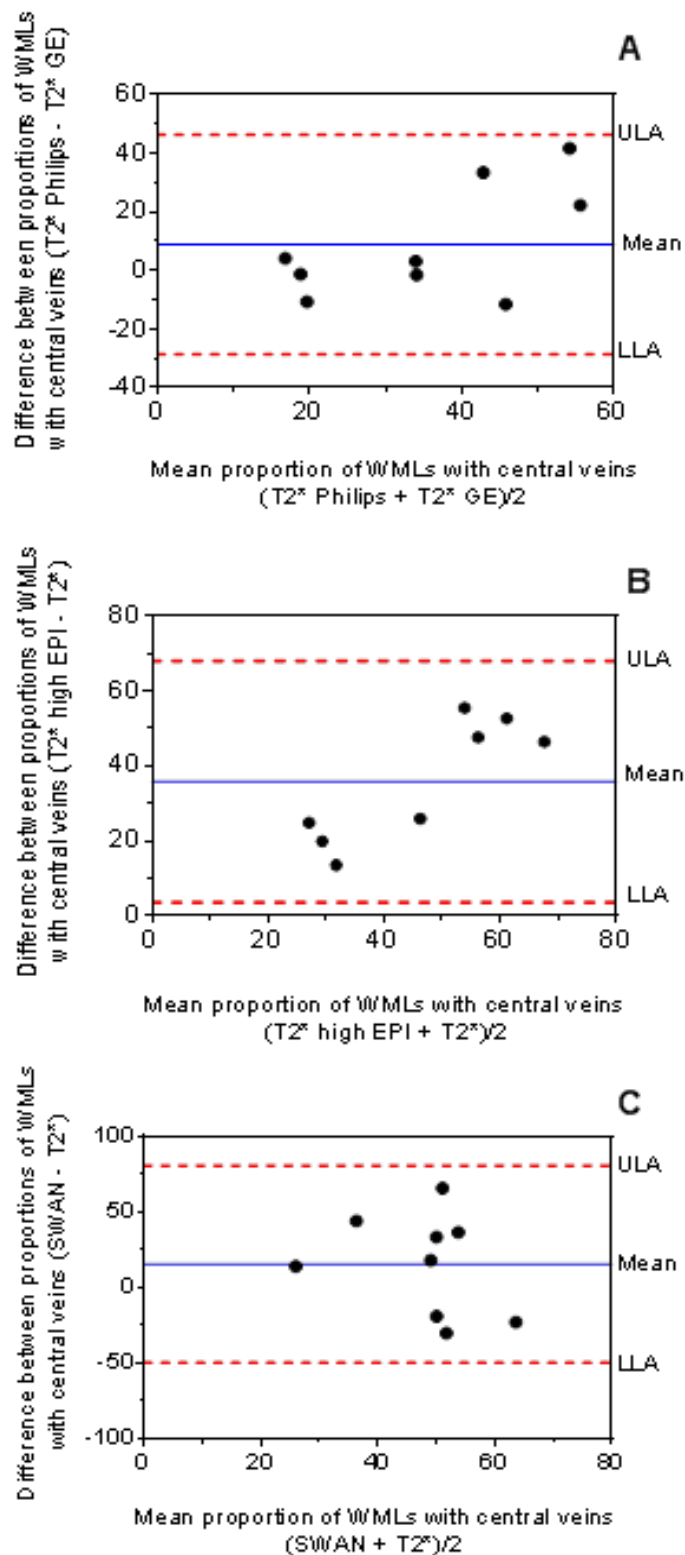 A
Difference between proportions of WMLs
with central veins (T2* Philips - T2* GE)
60
40
20
0
-20
-40
ULA
Mean
LLA
0
20
40
60
Mean proportion of WMLs with central veins
(T2* Philips + T2* GE)/2
B
Difference between proportions of WMLs
with central veins (T2* high EPI - T2*)
80
60
40
20
0
ULA
Mean
LLA
0
20
40
60
80
Mean proportion of WMLs with central veins
(T2* high EPI + T2*)/2
C
Difference between proportions of WMLs
with central veins (SWAN - T2*)
100
50
0
-50
-100
ULA
Mean
LLA
0
20
40
60
80
Mean proportion of WMLs with central veins
(SWAN + T2*)/2